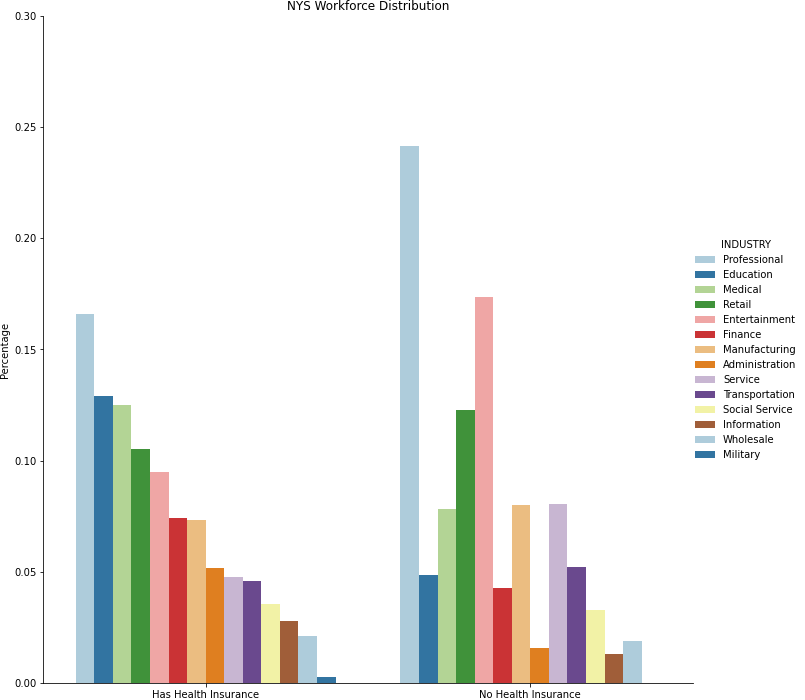 NYS Workforce Distribution
0.30
0.25
0.20
0.15
0.10
0.05
0.00
Percentage
Has Health Insurance
No Health Insurance
INDUSTRY
Professional
Education
Medical
Retail
Entertainment
Finance
Manufacturing
Administration
Service
Transportation
Social Service
Information
Wholesale
Military